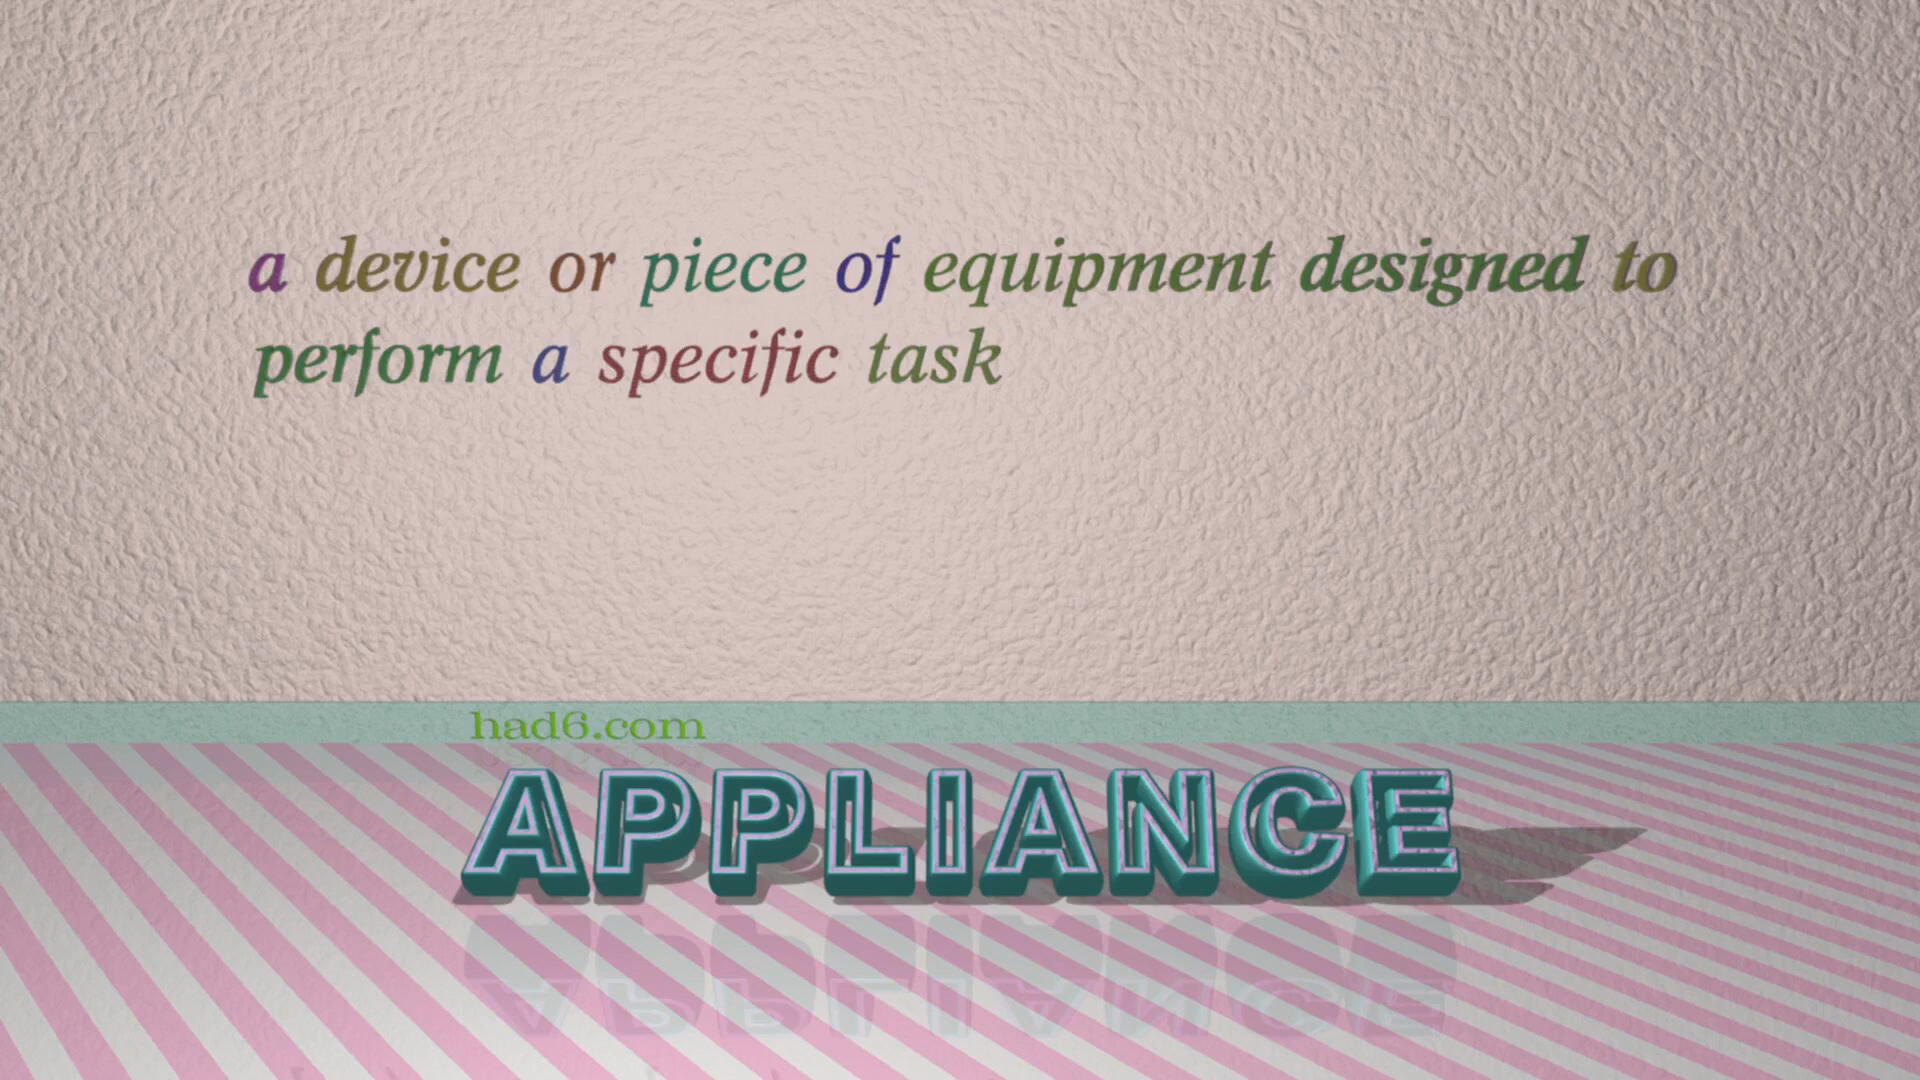 a device or piece of equipment designed to
perform a specific task
had6.com
APPLIANCE